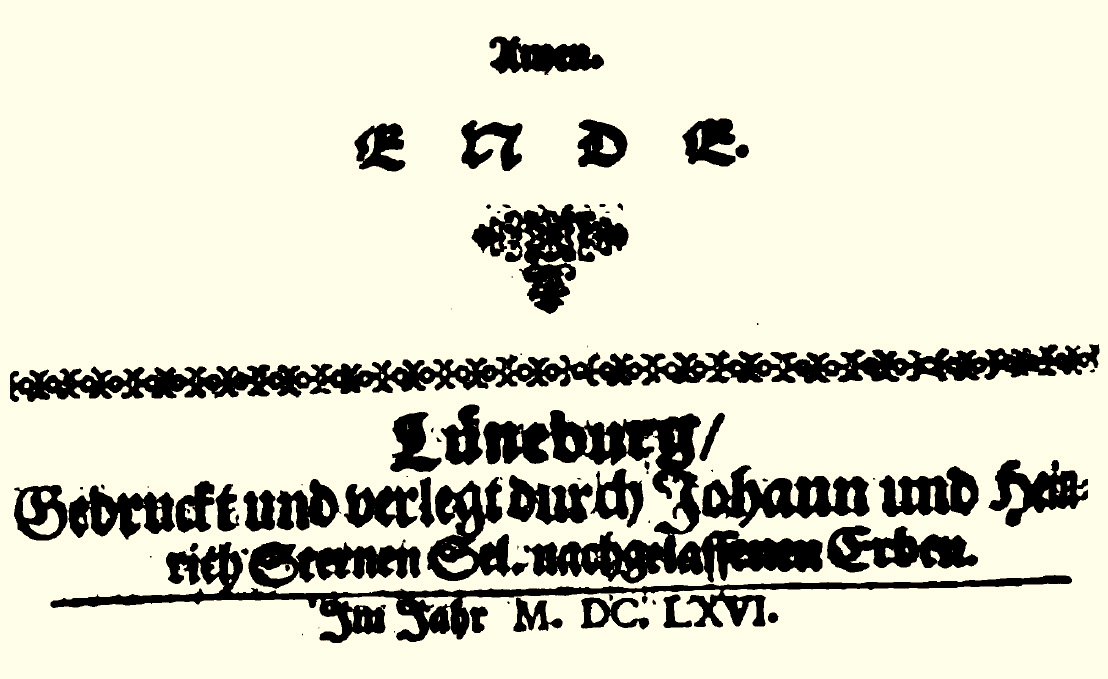 Amen.
E N D E.
Lüneburg/
Gedruckt und verlegt durch Johann und Hein-
rich Sternen Sel. nachgelassenen Erben.
Im Jahr M. DC. LXVI.